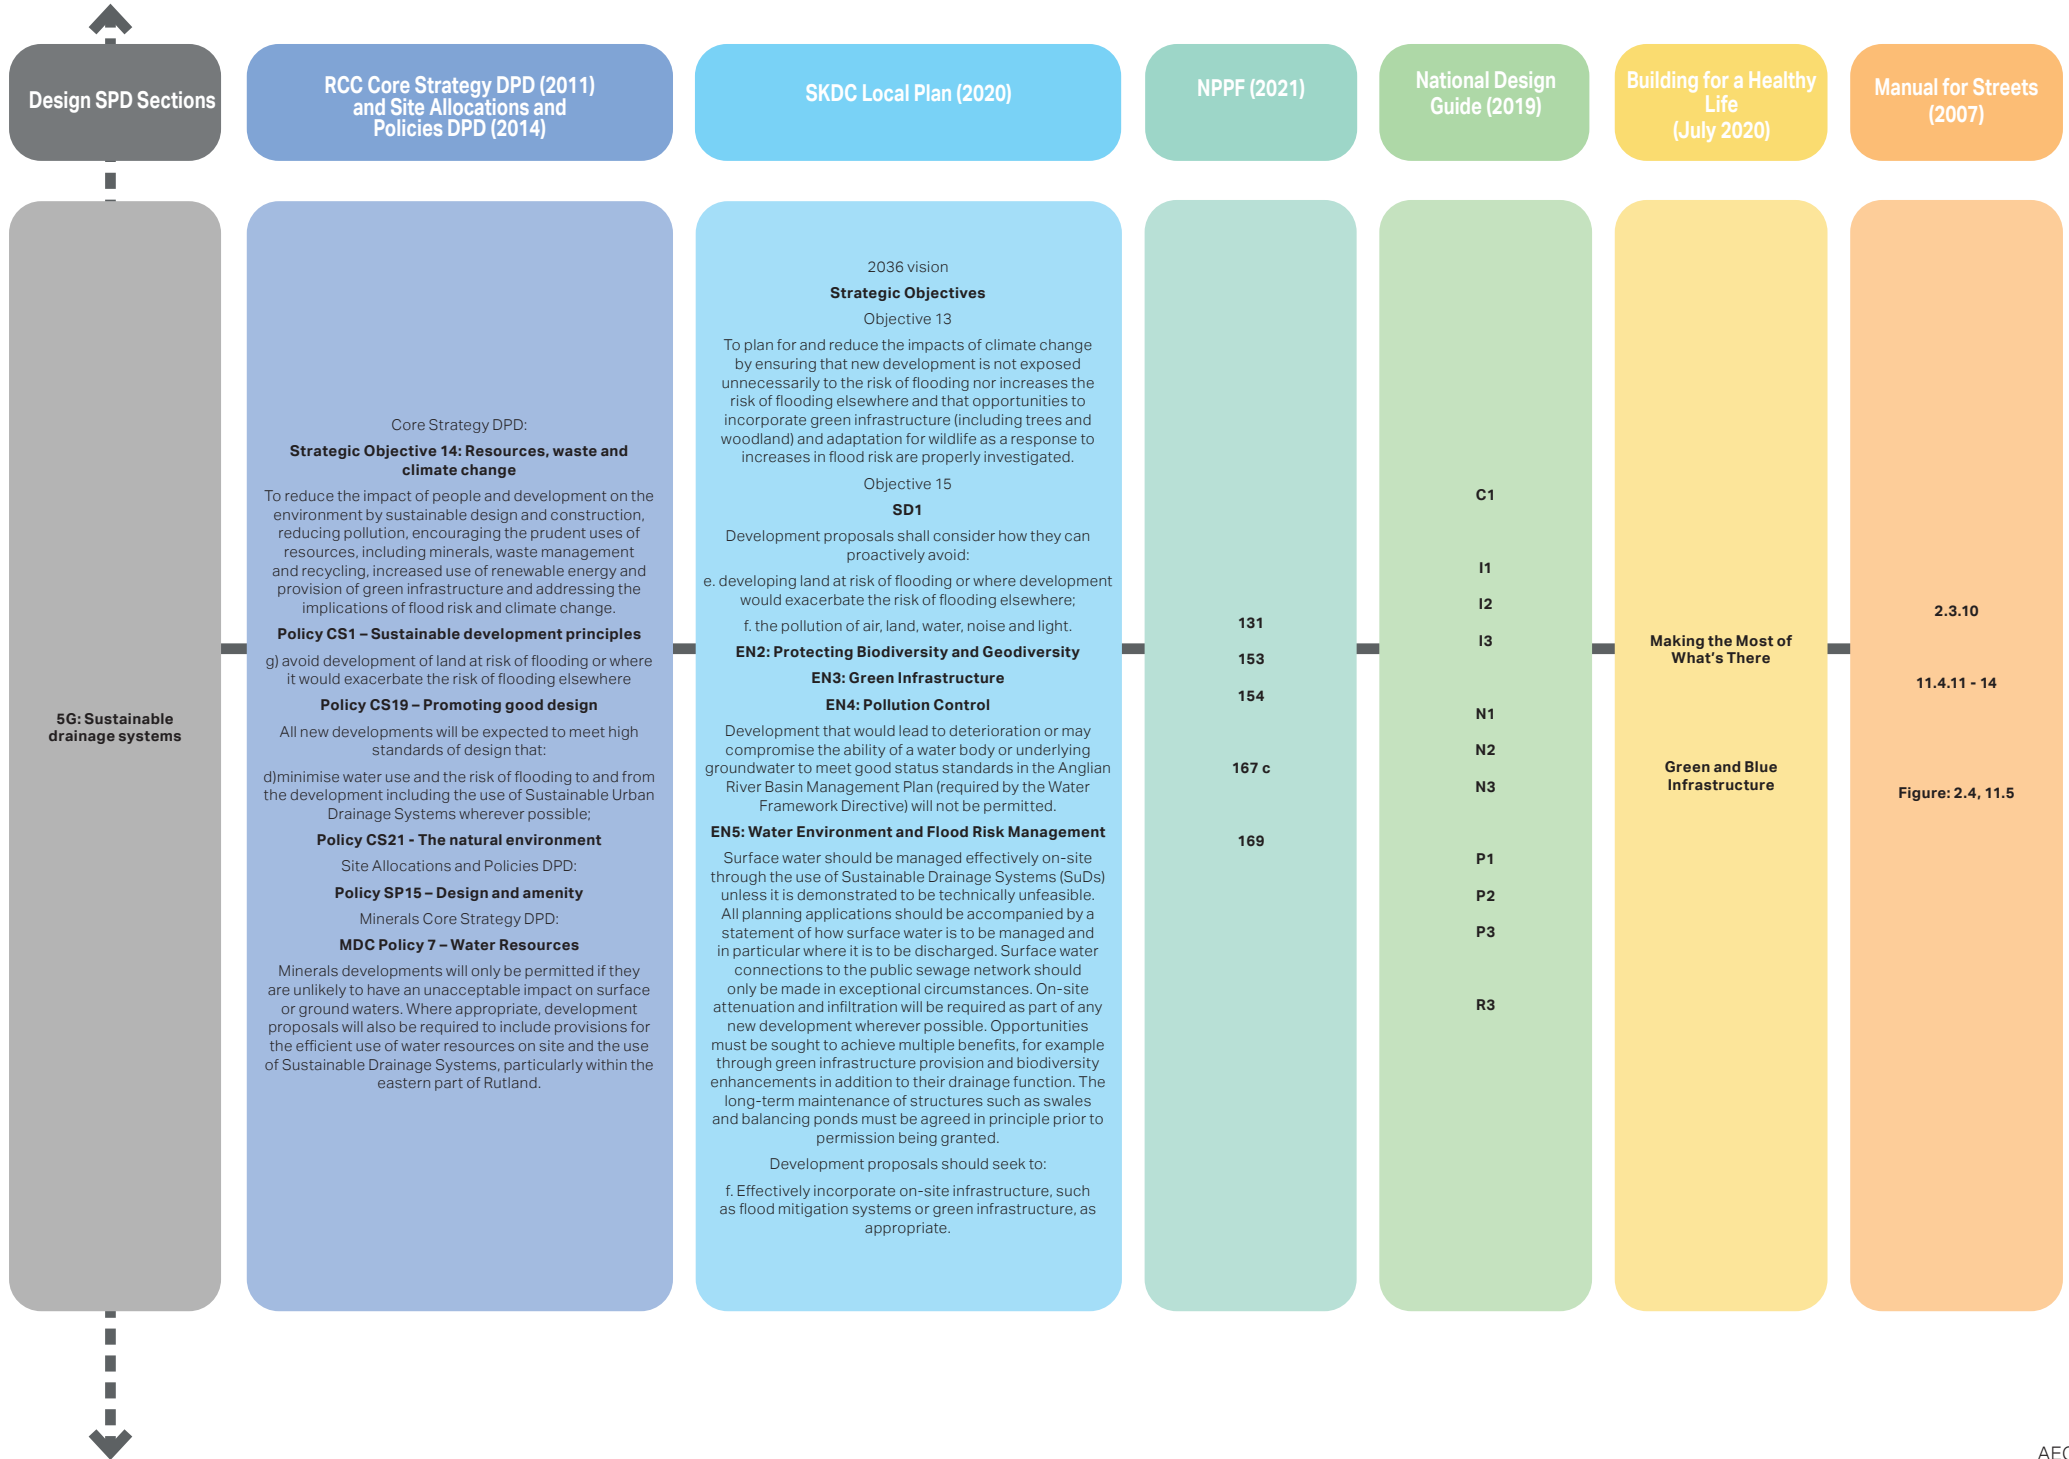 Design SPD Sections
RCC Core Strategy DPD (2011)
and Site Allocations and
Policies DPD (2014)
SKDC Local Plan (2020)
NPPF (2021)
National Design
Guide (2019)
Building for a Healthy
Life
(July 2020)
Manual for Streets
(2007)
5G: Sustainable
drainage systems
Core Strategy DPD:
Strategic Objective 14: Resources, waste and
climate change
To reduce the impact of people and development on the
environment by sustainable design and construction,
reducing pollution, encouraging the prudent uses of
resources, including minerals, waste management
and recycling, increased use of renewable energy and
provision of green infrastructure and addressing the
implications of flood risk and climate change.
Policy CS1 – Sustainable development principles
g) avoid development of land at risk of flooding or where
it would exacerbate the risk of flooding elsewhere
Policy CS19 – Promoting good design
All new developments will be expected to meet high
standards of design that:
d)minimise water use and the risk of flooding to and from
the development including the use of Sustainable Urban
Drainage Systems wherever possible;
Policy CS21 - The natural environment
Site Allocations and Policies DPD:
Policy SP15 – Design and amenity
Minerals Core Strategy DPD:
MDC Policy 7 – Water Resources
Minerals developments will only be permitted if they
are unlikely to have an unacceptable impact on surface
or ground waters. Where appropriate, development
proposals will also be required to include provisions for
the efficient use of water resources on site and the use
of Sustainable Drainage Systems, particularly within the
eastern part of Rutland.
2036 vision
Strategic Objectives
Objective 13
To plan for and reduce the impacts of climate change
by ensuring that new development is not exposed
unnecessarily to the risk of flooding nor increases the
risk of flooding elsewhere and that opportunities to
incorporate green infrastructure (including trees and
woodland) and adaptation for wildlife as a response to
increases in flood risk are properly investigated.
Objective 15
SD1
Development proposals shall consider how they can
proactively avoid:
e. developing land at risk of flooding or where development
would exacerbate the risk of flooding elsewhere;
f. the pollution of air, land, water, noise and light.
EN2: Protecting Biodiversity and Geodiversity
EN3: Green Infrastructure
EN4: Pollution Control
Development that would lead to deterioration or may
compromise the ability of a water body or underlying
groundwater to meet good status standards in the Anglian
River Basin Management Plan (required by the Water
Framework Directive) will not be permitted.
EN5: Water Environment and Flood Risk Management
Surface water should be managed effectively on-site
through the use of Sustainable Drainage Systems (SuDs)
unless it is demonstrated to be technically unfeasible.
All planning applications should be accompanied by a
statement of how surface water is to be managed and
in particular where it is to be discharged. Surface water
connections to the public sewage network should
only be made in exceptional circumstances. On-site
attenuation and infiltration will be required as part of any
new development wherever possible. Opportunities
must be sought to achieve multiple benefits, for example
through green infrastructure provision and biodiversity
enhancements in addition to their drainage function. The
long-term maintenance of structures such as swales
and balancing ponds must be agreed in principle prior to
permission being granted.
Development proposals should seek to:
f. Effectively incorporate on-site infrastructure, such
as flood mitigation systems or green infrastructure, as
appropriate.
131
153
154
167 c
169
C1
I1
I2
I3
N1
N2
N3
P1
P2
P3
R3
Making the Most of
What's There
Green and Blue
Infrastructure
2.3.10
11.4.11 - 14
Figure: 2.4, 11.5